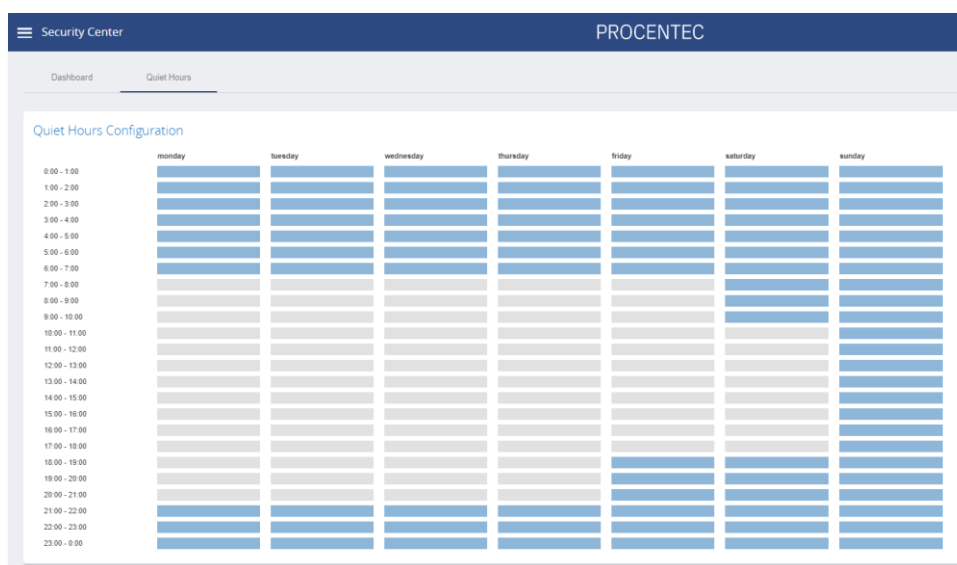 Security Center
PROCENTEC
Dashboard Quiet Hours
Quiet Hours Configuration
monday tuesday wednesday thursday friday saturday sunday
0:00 - 1:00
1:00 - 2:00
2:00 - 3:00
3:00 - 4:00
4:00 - 5:00
5:00 - 6:00
6:00 - 7:00
7:00 - 8:00
8:00 - 9:00
9:00 - 10:00
10:00 - 11:00
11:00 - 12:00
12:00 - 13:00
13:00 - 14:00
14:00 - 15:00
15:00 - 16:00
16:00 - 17:00
17:00 - 18:00
18:00 - 19:00
19:00 - 20:00
20:00 - 21:00
21:00 - 22:00
22:00 - 23:00
23:00 - 0:00